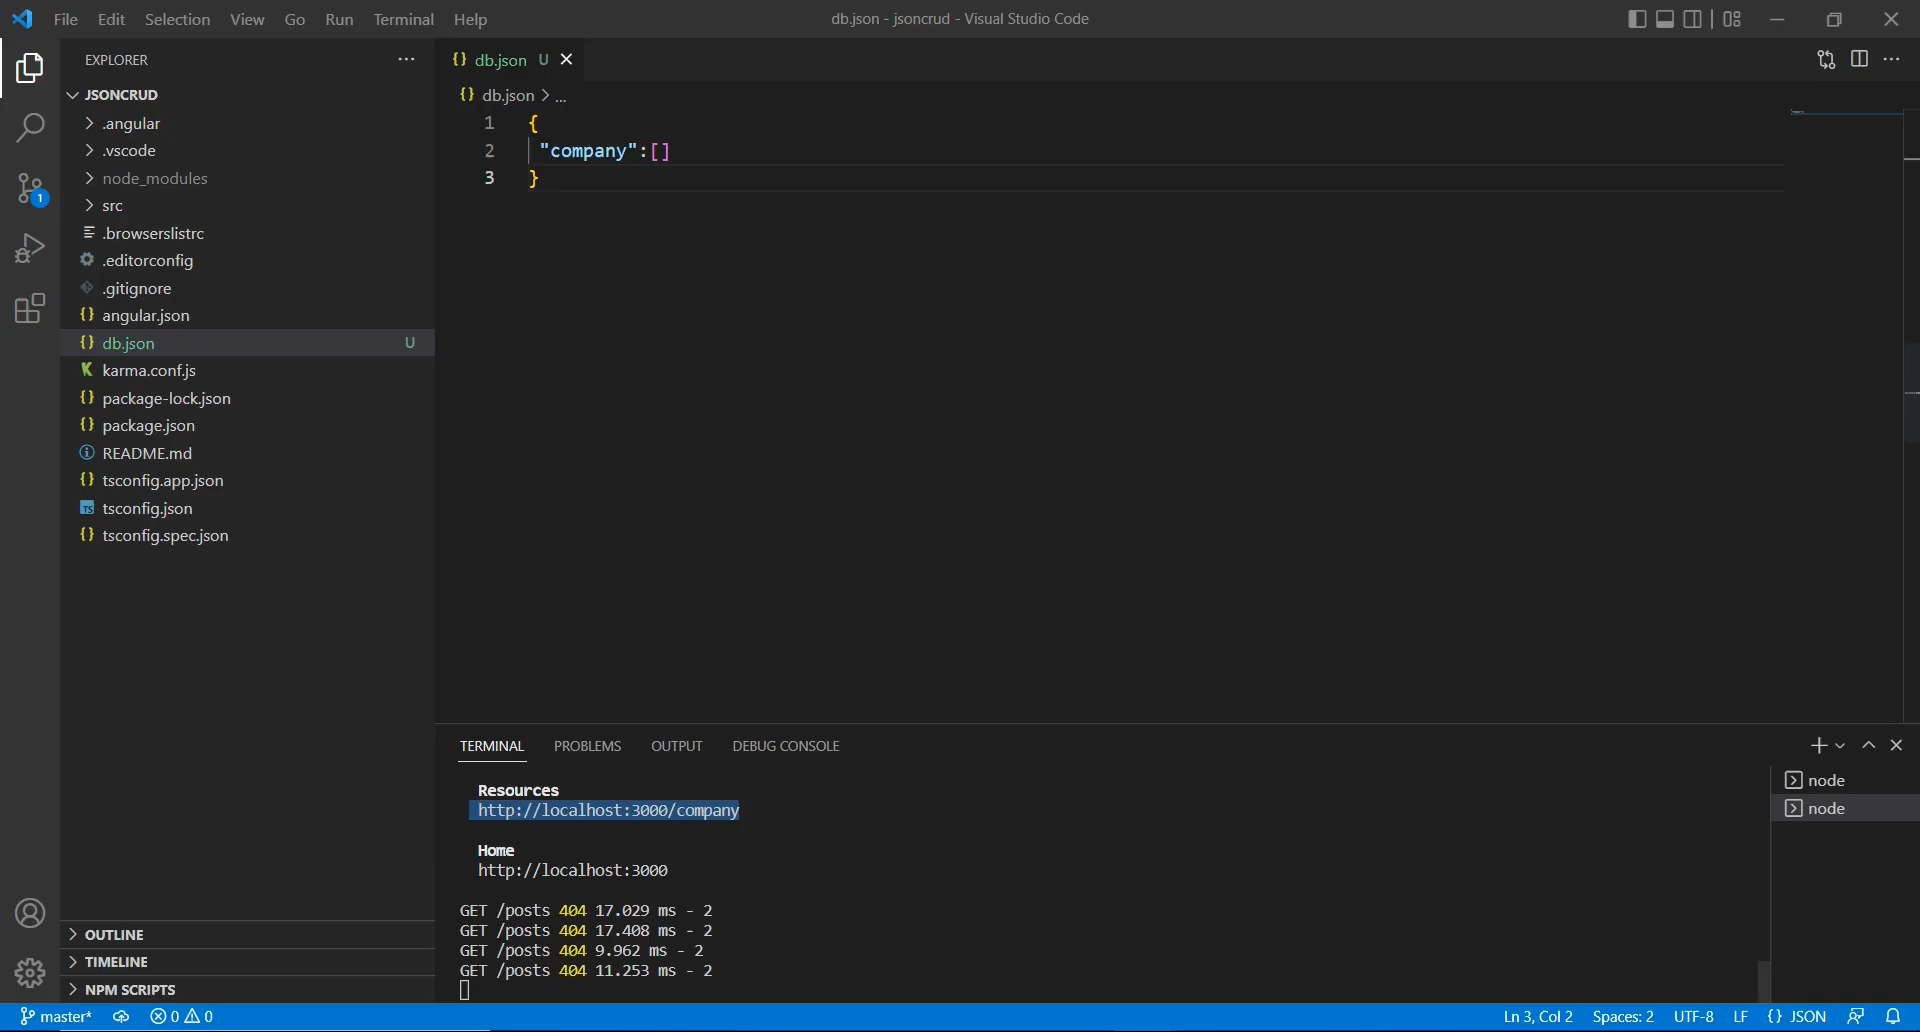 File Edit Selection View Go Run Terminal Help
db.json - jsoncrud - Visual Studio Code
EXPLORER
JSONCRUD
.angular
.vscode
node_modules
src
.browserslistrc
.editorconfig
.gitignore
{} angular.json
{} db.json U
karma.conf.js
{} package-lock.json
{} package.json
README.md
{} tsconfig.app.json
TS tsconfig.json
{} tsconfig.spec.json
OUTLINE
TIMELINE
NPM SCRIPTS
1
{} db.json U
{} db.json > ...
1 {
2 "company":[]
3 }
TERMINAL PROBLEMS OUTPUT DEBUG CONSOLE
Resources
http://localhost:3000/company
Home
http://localhost:3000
GET /posts 404 17.029 ms - 2
GET /posts 404 17.408 ms - 2
GET /posts 404 9.962 ms - 2
GET /posts 404 11.253 ms - 2
node
node
master* 0 0 Ln 3, Col 2 Spaces: 2 UTF-8 LF {} JSON